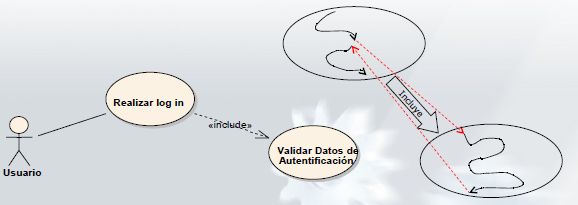 Realizar log in
«include»
Validar Datos de
Autentificación
Usuario
Incluye